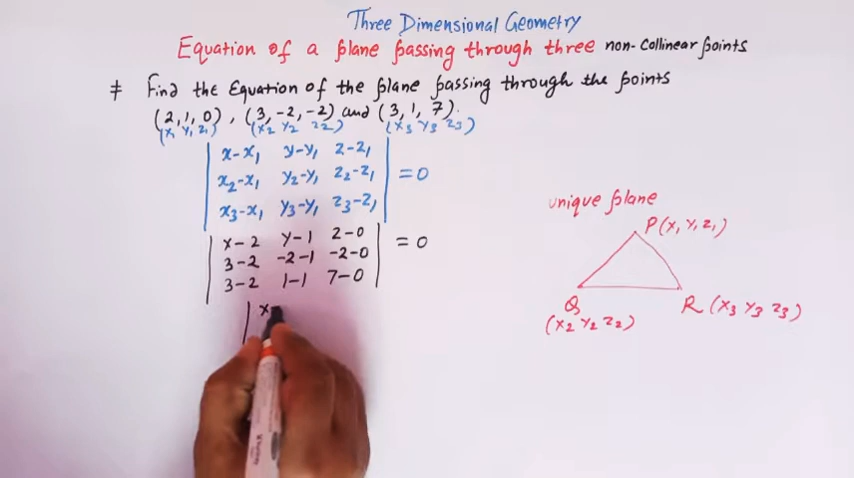 Three Dimensional Geometry
Equation of a plane passing through three non-collinear points
# Find the Equation of the plane passing through the points
(2, 1, 0), (3, -2, -2) and (3, 1, 7).
(x₁ y₁ z₁) (x₂ y₂ z₂) (x₃ y₃ z₃)
| x-x₁ y-y₁ z-z₁ |
| x₂-x₁ y₂-y₁ z₂-z₁ | = 0
| x₃-x₁ y₃-y₁ z₃-z₁ |
| x-2 y-1 z-0 | = 0
| 3-2 -2-1 -2-0 |
| 3-2 1-1 7-0 |
| x-
unique plane
P(x₁ y₁ z₁)
Q R (x₃ y₃ z₃)
(x₂ y₂ z₂)